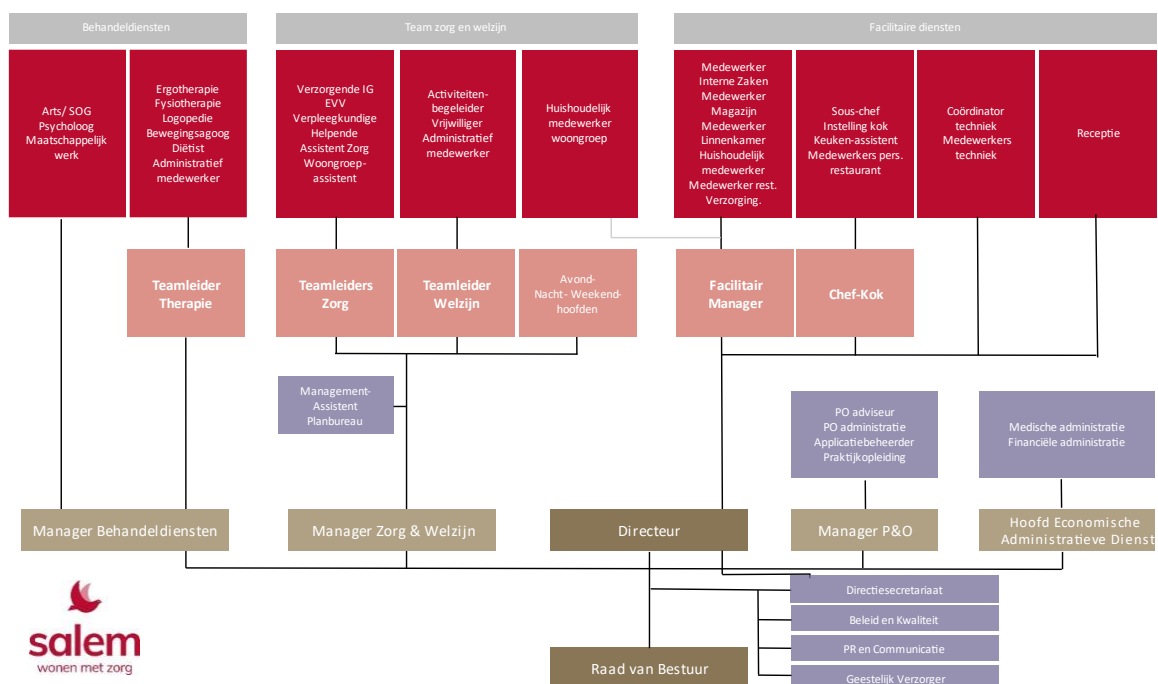 Behandeldiensten
Team zorg en welzijn
Facilitaire diensten
Arts/ SOG
Psycholoog
Maatschappelijk
werk
Ergotherapie
Fysiotherapie
Logopedie
Bewegingsagoog
Diëtist
Administratief
medewerker
Verzorgende IG
EVV
Verpleegkundige
Helpende
Assistent Zorg
Woongroep-
assistent
Activiteiten-
begeleider
Vrijwilliger
Administratief
medewerker
Huishoudelijk
medewerker
woongroep
Medewerker
Interne Zaken
Medewerker
Magazijn
Medewerker
Linnenkamer
Huishoudelijk
medewerker
Medewerker rest.
Verzorging.
Sous-chef
Instelling kok
Keuken-assistent
Medewerkers pers.
restaurant
Coördinator
techniek
Medewerkers
techniek
Receptie
Teamleider
Therapie
Teamleiders
Zorg
Teamleider
Welzijn
Avond-
Nacht- Weekend-
hoofden
Facilitair
Manager
Chef-Kok
Management-
Assistent
Planbureau
PO adviseur
PO administratie
Applicatiebeheerder
Praktijkopleiding
Medische administratie
Financiële administratie
Manager Behandeldiensten
Manager Zorg & Welzijn
Directeur
Manager P&O
Hoofd Economische
Administratieve Dienst
Directiesecretariaat
Beleid en Kwaliteit
PR en Communicatie
Geestelijk Verzorger
Raad van Bestuur
salem
wonen met zorg